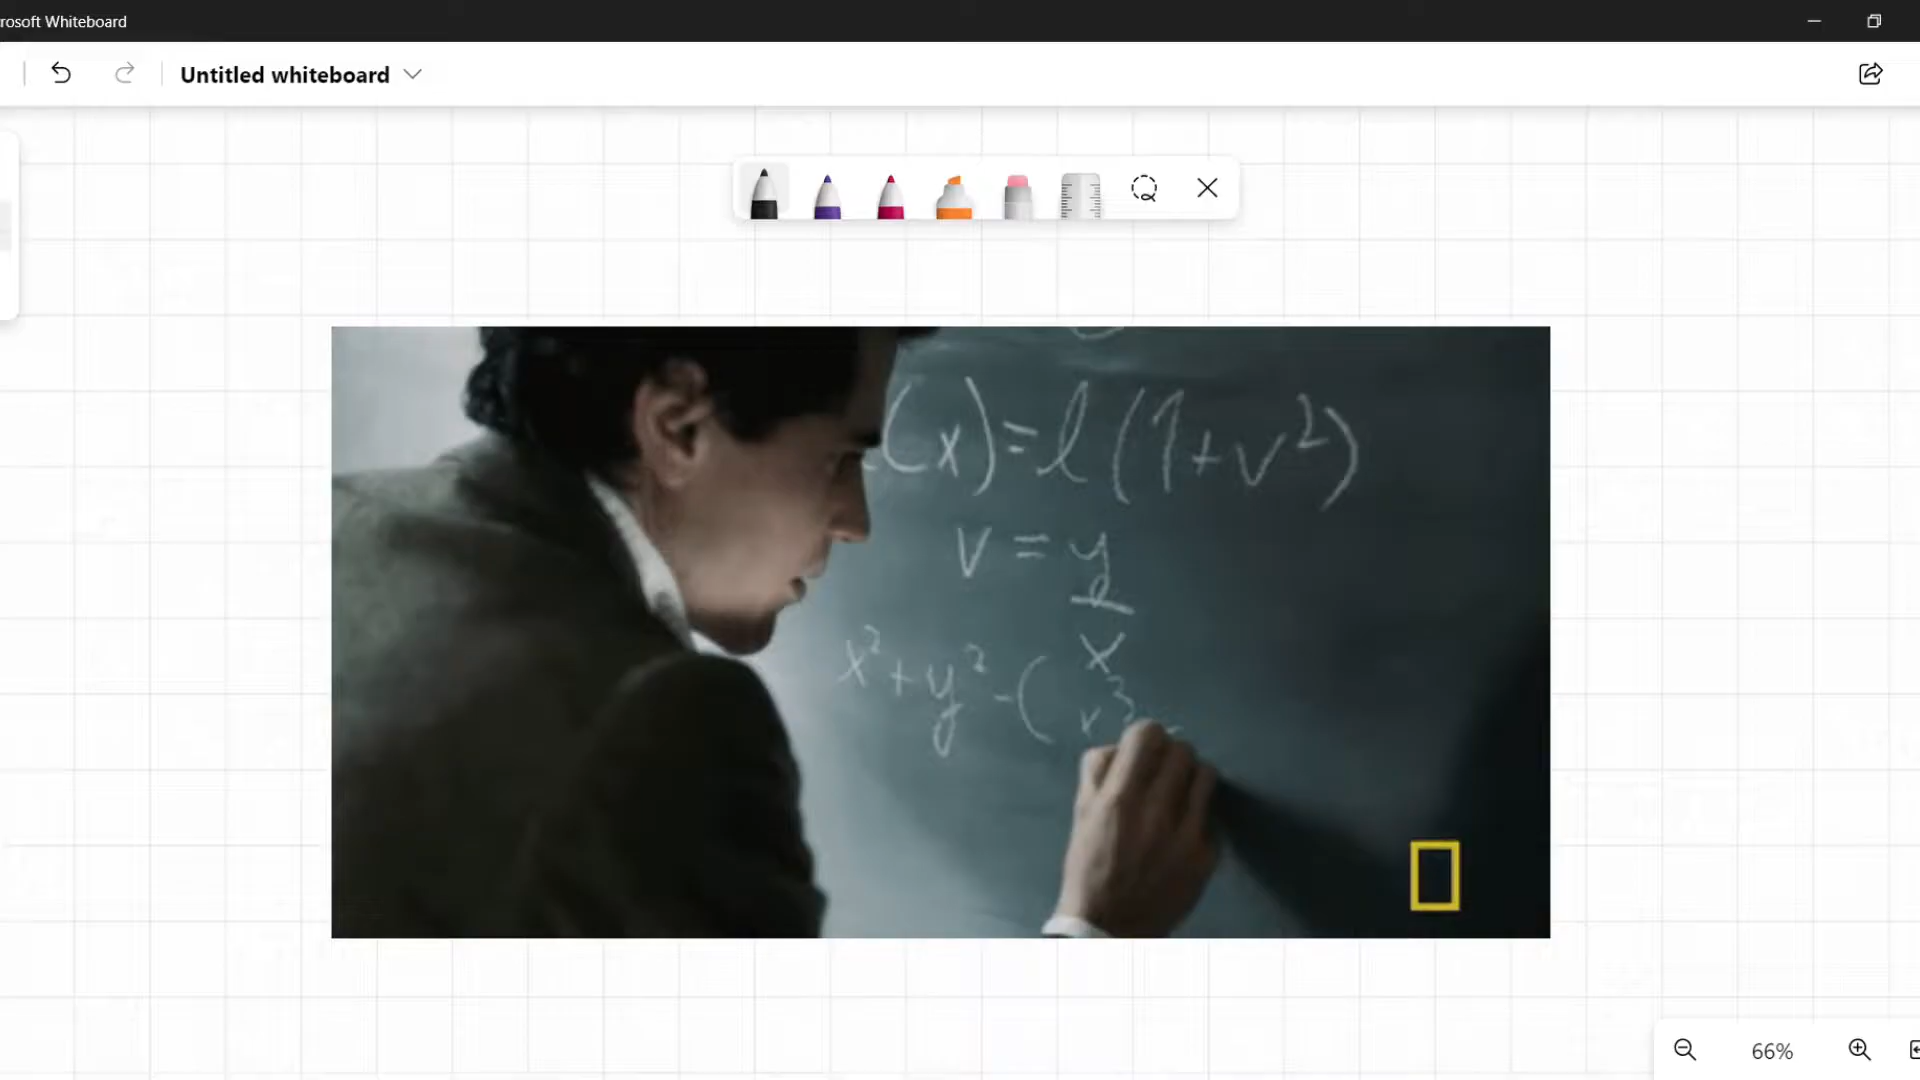 rosoft Whiteboard
Untitled whiteboard
(x)=l(1+v²)
v = y
x
x²+y²-(
66%